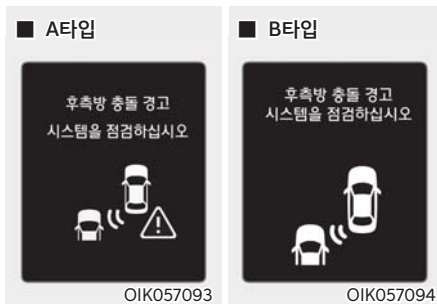 ■ A타입
후측방 충돌 경고
시스템을 점검하십시오
OIK057093
■ B타입
후측방 충돌 경고
시스템을 점검하십시오
OIK057094